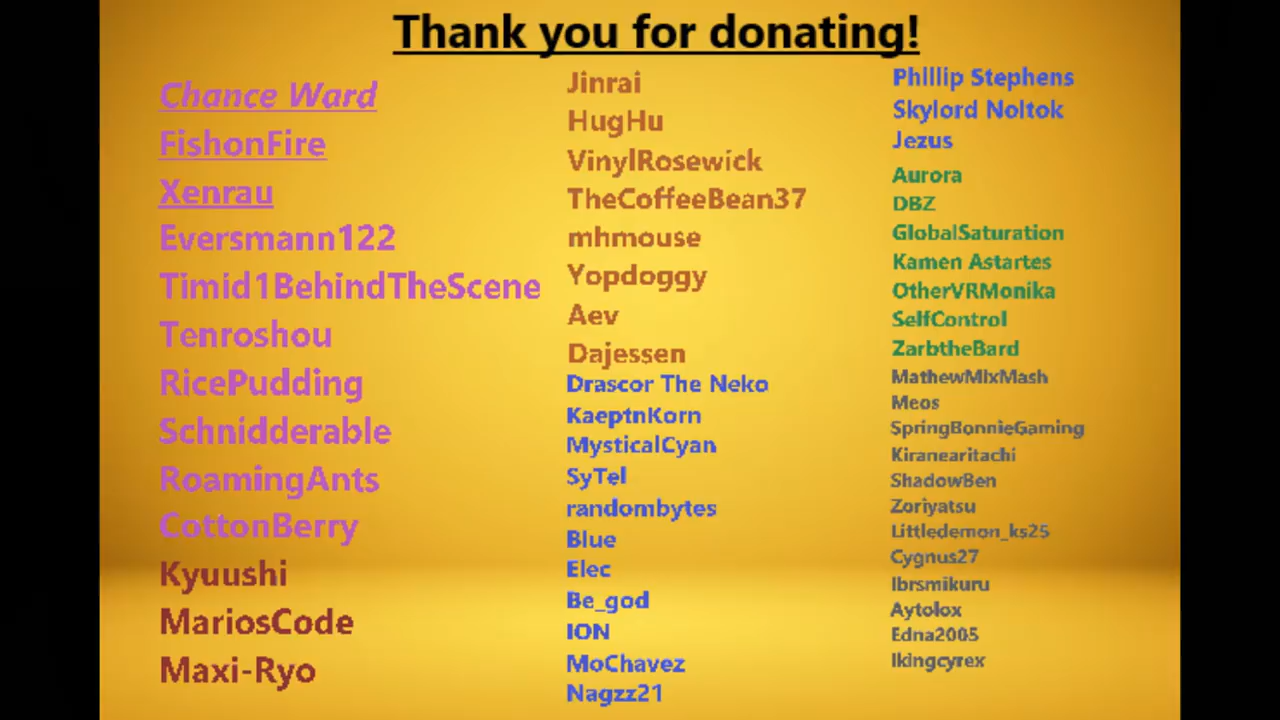 Thank you for donating!
Chance Ward
FishonFire
Xenrau
Eversmann122
Timid1BehindTheScene
Tenroshou
RicePudding
Schnidderable
RoamingAnts
CottonBerry
Kyuushi
MariosCode
Maxi-Ryo
Jinrai
HugHu
VinylRosewick
TheCoffeeBean37
mhmouse
Yopdoggy
Aev
Dajessen
Drascor The Neko
KaeptnKorn
MysticalCyan
SyTel
randombytes
Blue
Elec
Be_god
ION
MoChavez
Nagzz21
Phillip Stephens
Skylord Noltok
Jezus
Aurora
DBZ
GlobalSaturation
Kamen Astartes
OtherVRMonika
SelfControl
ZarbtheBard
MathewMixMash
Meos
SpringBonnieGaming
Kiranearitachi
ShadowBen
Zoriyatsu
Littledemon_ks25
Cygnus27
Ibrsmikuru
Aytolox
Edna2005
Ikingcyrex